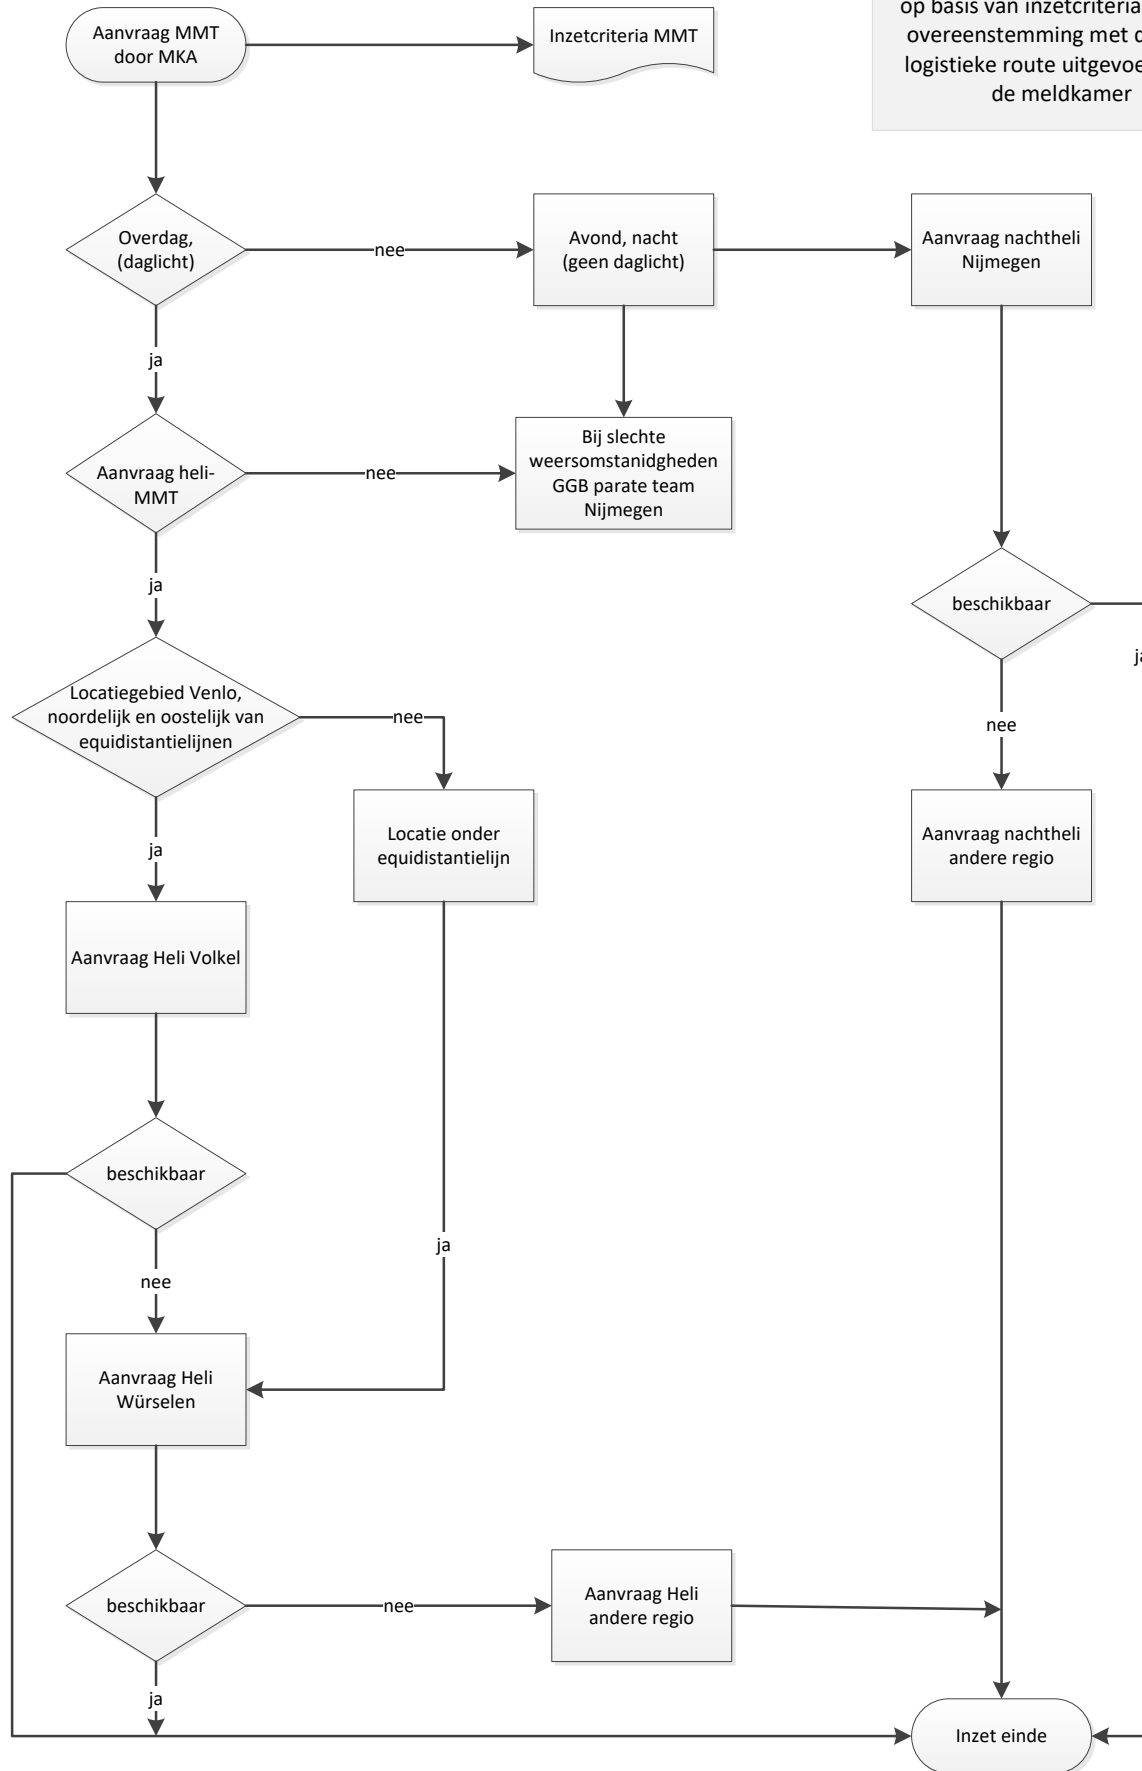 Aanvraag MMT
door MKA
Inzetcriteria MMT
op basis van inzetcriteria
overeenstemming met
logistieke route
de meldkamer
Overdag,
(daglicht)
nee
Avond, nacht
(geen daglicht)
Aanvraag nachtheli
Nijmegen
ja
Aanvraag heli-
MMT
nee
Bij slechte
weersomstanidgheden
GGB parate team
Nijmegen
ja
beschikbaar
Locatiegebied Venlo,
noordelijk en oostelijk van
equidistantielijnen
nee
nee
ja
Locatie onder
equidistantielijn
Aanvraag nachtheli
andere regio
Aanvraag Heli Volkel
beschikbaar
ja
nee
Aanvraag Heli
Würselen
beschikbaar
nee
Aanvraag Heli
andere regio
ja
Inzet einde